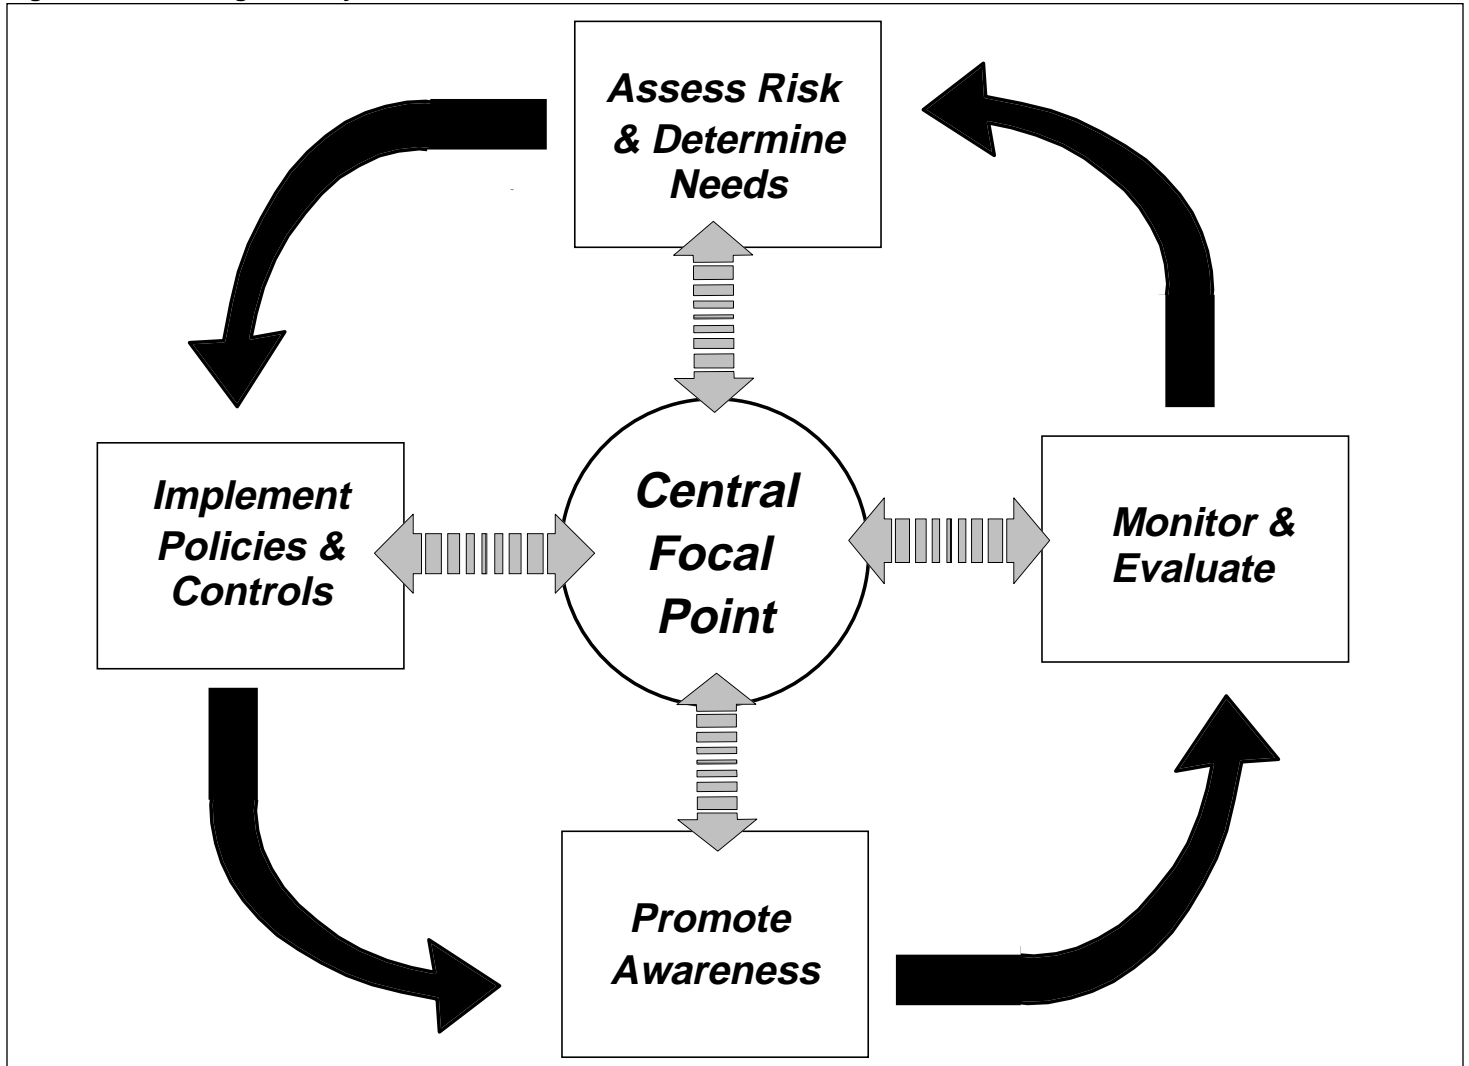 Assess Risk
& Determine
Needs
Implement
Policies &
Controls
Central
Focal
Point
Monitor &
Evaluate
Promote
Awareness